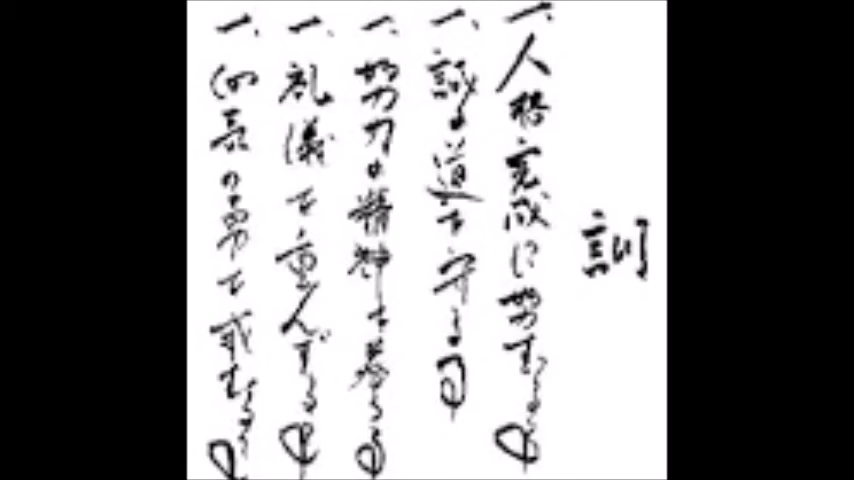 訓
一、人格完成に努むること
一、誠の道を守ること
一、努力の精神を養うこと
一、礼儀を重んずること
一、血気の勇を戒むること